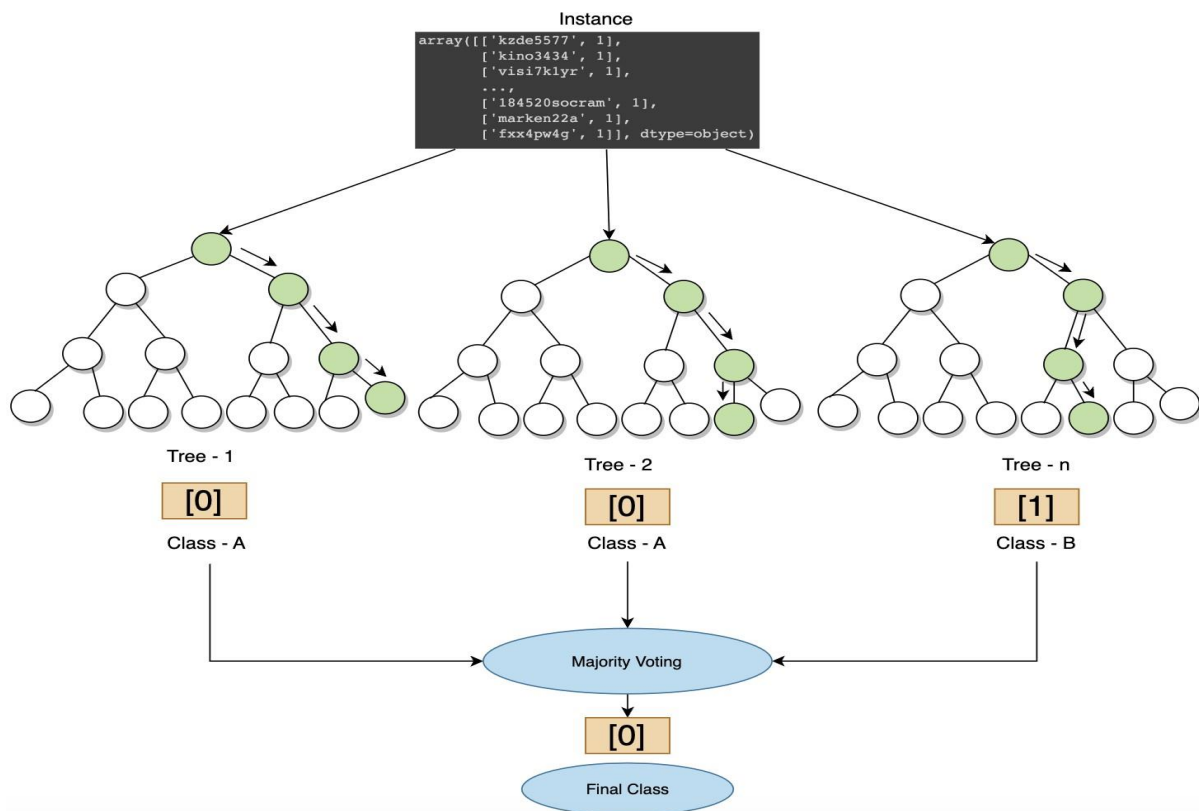 Instance
array([['kzde5577', 1],
['kino3434', 1],
['visi7k1yr', 1],
...,
['184520socram', 1],
['marken22a', 1],
['fxx4pw4g', 1]], dtype=object)
Tree - 1
Tree - 2
Tree - n
[0]
[0]
[1]
Class - A
Class - A
Class - B
Majority Voting
[0]
Final Class